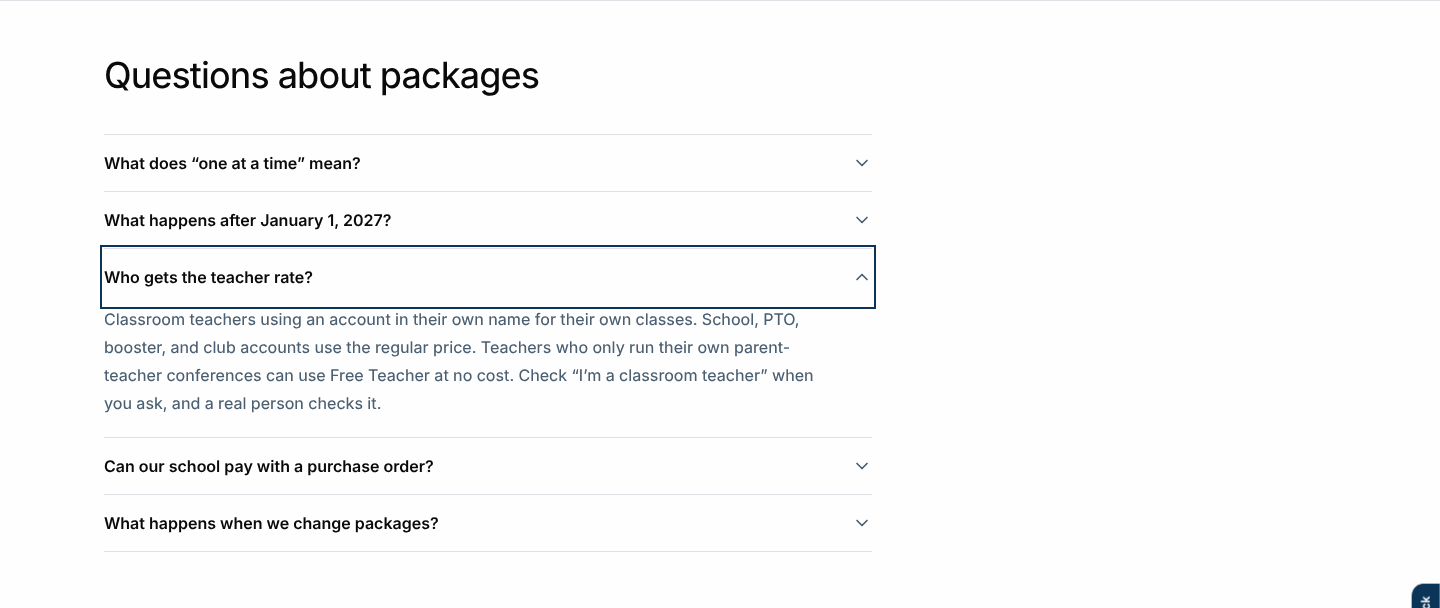 Questions about packages
What does “one at a time” mean?
What happens after January 1, 2027?
Who gets the teacher rate?
Classroom teachers using an account in their own name for their own classes. School, PTO,
booster, and club accounts use the regular price. Teachers who only run their own parent-
teacher conferences can use Free Teacher at no cost. Check “I’m a classroom teacher” when
you ask, and a real person checks it.
Can our school pay with a purchase order?
What happens when we change packages?